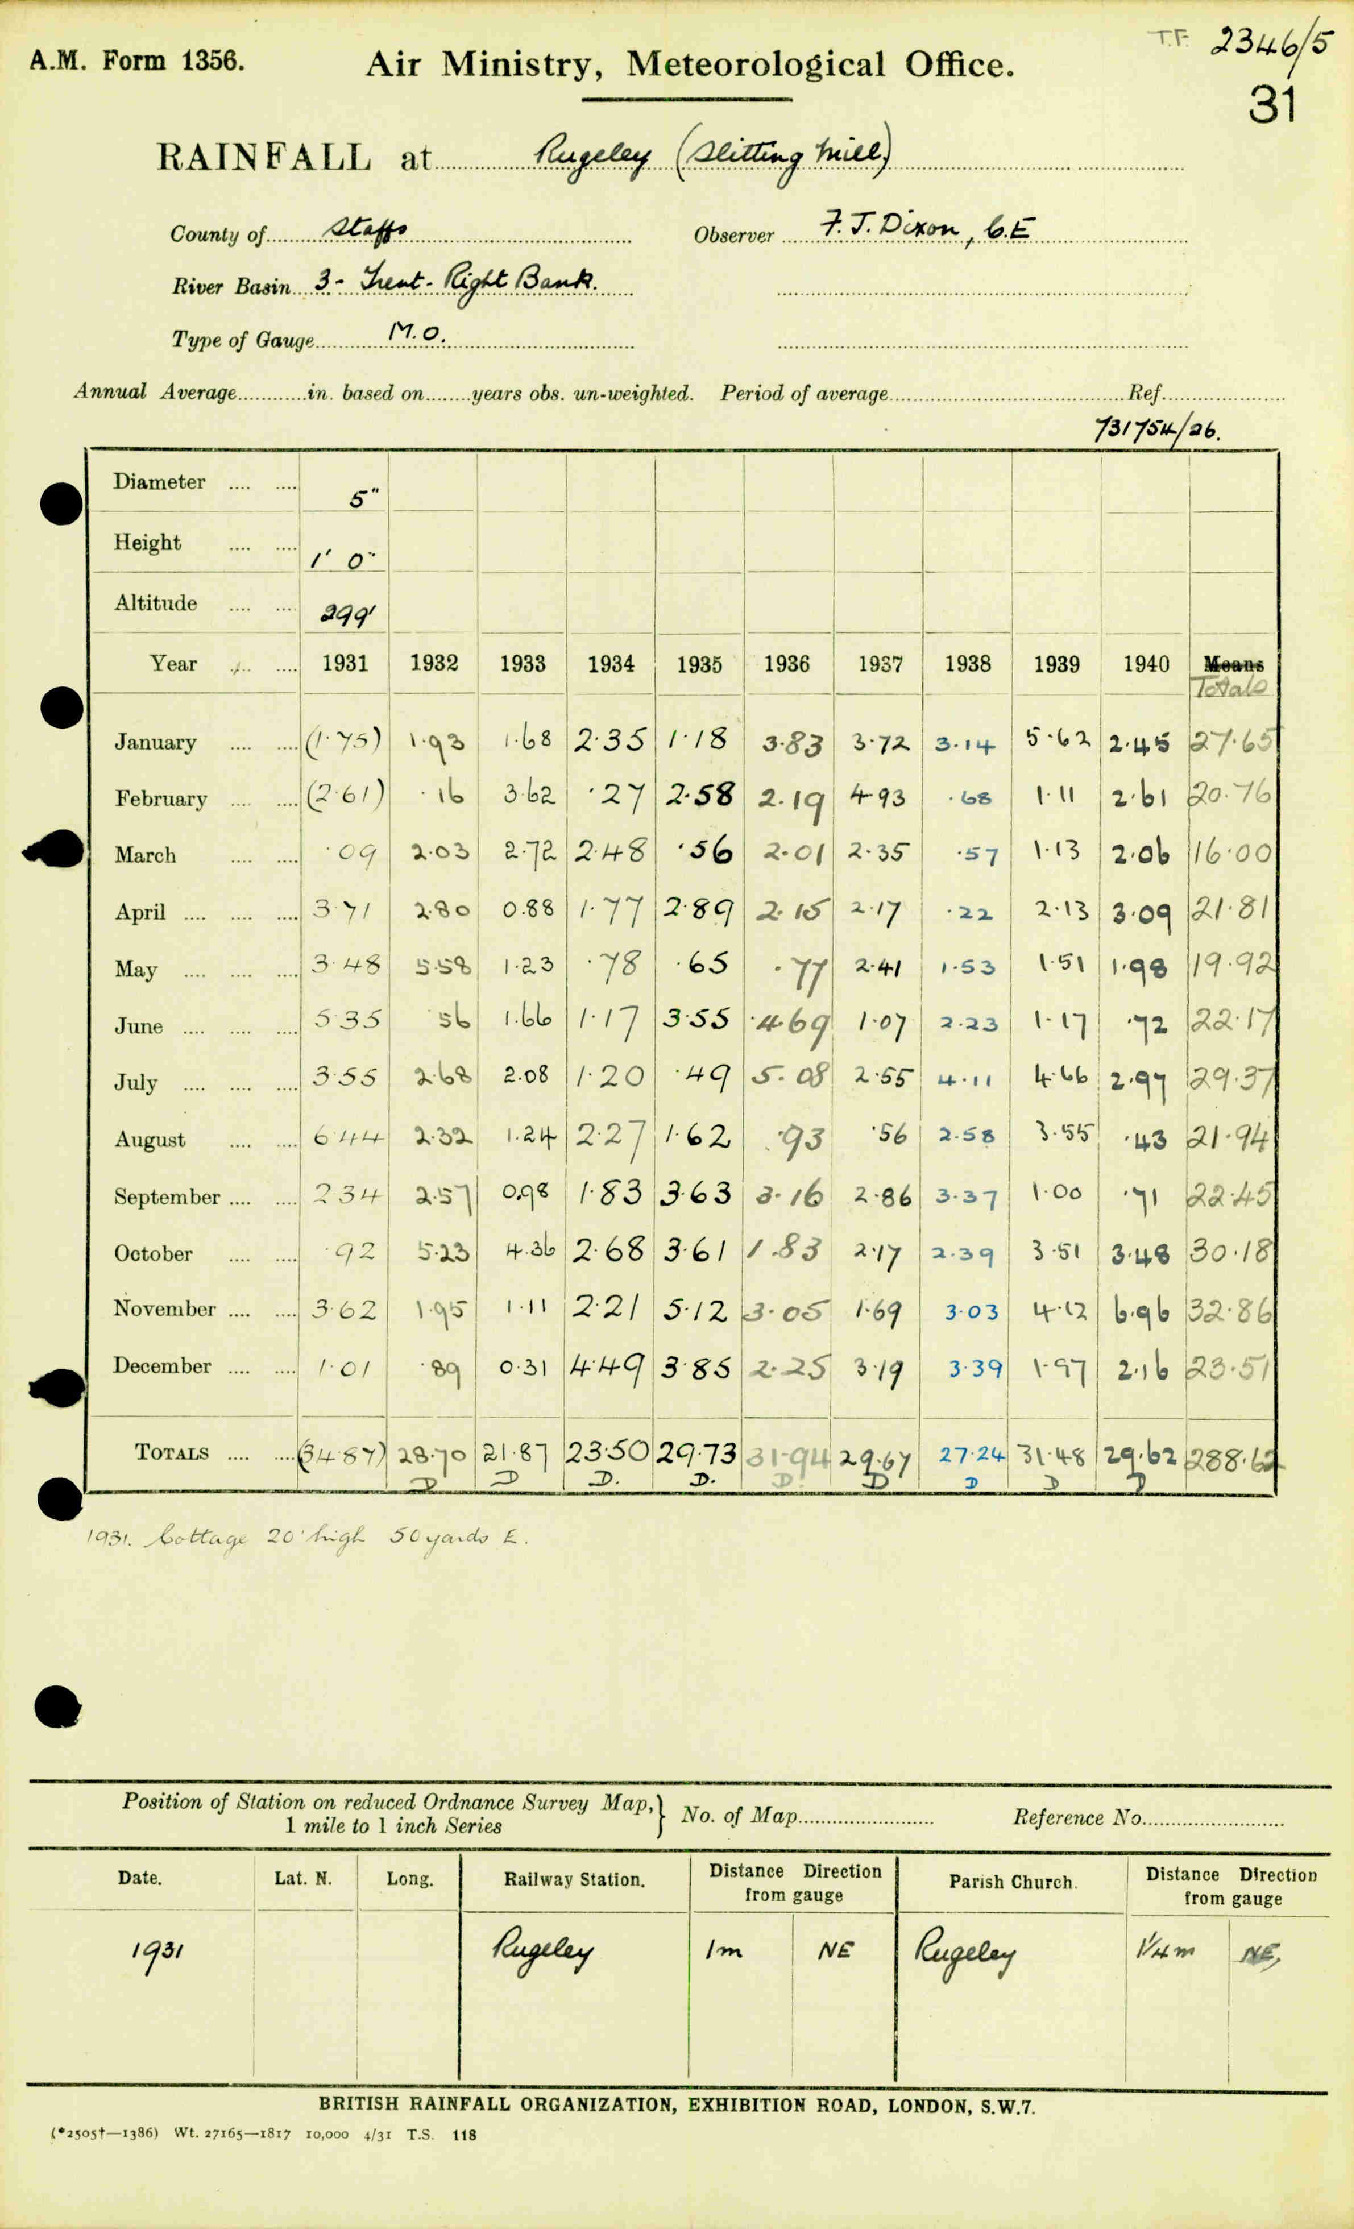 T.F. 2346/5
A.M. Form 1356. Air Ministry, Meteorological Office.
31
RAINFALL at Rugeley (Slitting Mill)
County of Staffs Observer F. J. Dixon, C.E
River Basin 3- Trent- Right Bank.
Type of Gauge M.O.
Annual Average in. based on years obs. un-weighted. Period of average Ref.
731754/26.
Diameter 5"
Height 1' 0"
Altitude 299'
Year 1931 1932 1933 1934 1935 1936 1937 1938 1939 1940 Means
Totals
January (1.75) 1.93 1.68 2.35 1.18 3.83 3.72 3.14 5.62 2.45 27.65
February (2.61) .16 3.62 .27 2.58 2.19 4.93 .68 1.11 2.61 20.76
March .09 2.03 2.72 2.48 .56 2.01 2.35 .57 1.13 2.06 16.00
April 3.71 2.80 0.88 1.77 2.89 2.15 2.17 .22 2.13 3.09 21.81
May 3.48 5.58 1.23 .78 .65 .77 2.41 1.53 1.51 1.98 19.92
June 5.35 56 1.66 1.17 3.55 4.69 1.07 2.23 1.17 .72 22.17
July 3.55 2.68 2.08 1.20 .49 5.08 2.55 4.11 4.66 2.97 29.37
August 6.44 2.32 1.24 2.27 1.62 .93 .56 2.58 3.55 .43 21.94
September 2.34 2.57 0.98 1.83 3.63 3.16 2.86 3.37 1.00 .71 22.45
October .92 5.23 4.36 2.68 3.61 1.83 2.17 2.39 3.51 3.48 30.18
November 3.62 1.95 1.11 2.21 5.12 3.05 1.69 3.03 4.12 6.96 32.86
December 1.01 .89 0.31 4.49 3.85 2.25 3.19 3.39 1.97 2.16 23.51
TOTALS (34.87) 28.70 21.87 23.50 29.73 31.94 29.67 27.24 31.48 29.62 288.62
D D D. D. D. D D D D
1931. Cottage 20' high 50 yards E.
Position of Station on reduced Ordnance Survey Map,} No. of Map Reference No.
1 mile to 1 inch Series
Date. Lat. N. Long. Railway Station. Distance Direction from gauge Parish Church. Distance Direction from gauge
1931 Rugeley 1m NE Rugeley 1¼m NE
BRITISH RAINFALL ORGANIZATION, EXHIBITION ROAD, LONDON, S.W.7.
(*2505†—1386) Wt. 27165—1817 10,000 4/31 T.S. 118